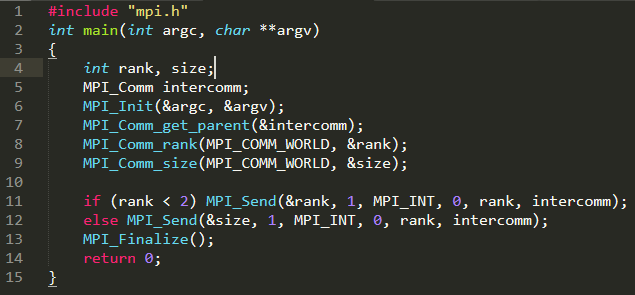 1 #include "mpi.h"
2 int main(int argc, char **argv)
3 {
4     int rank, size;
5     MPI_Comm intercomm;
6     MPI_Init(&argc, &argv);
7     MPI_Comm_get_parent(&intercomm);
8     MPI_Comm_rank(MPI_COMM_WORLD, &rank);
9     MPI_Comm_size(MPI_COMM_WORLD, &size);
10
11     if (rank < 2) MPI_Send(&rank, 1, MPI_INT, 0, rank, intercomm);
12     else MPI_Send(&size, 1, MPI_INT, 0, rank, intercomm);
13     MPI_Finalize();
14     return 0;
15 }